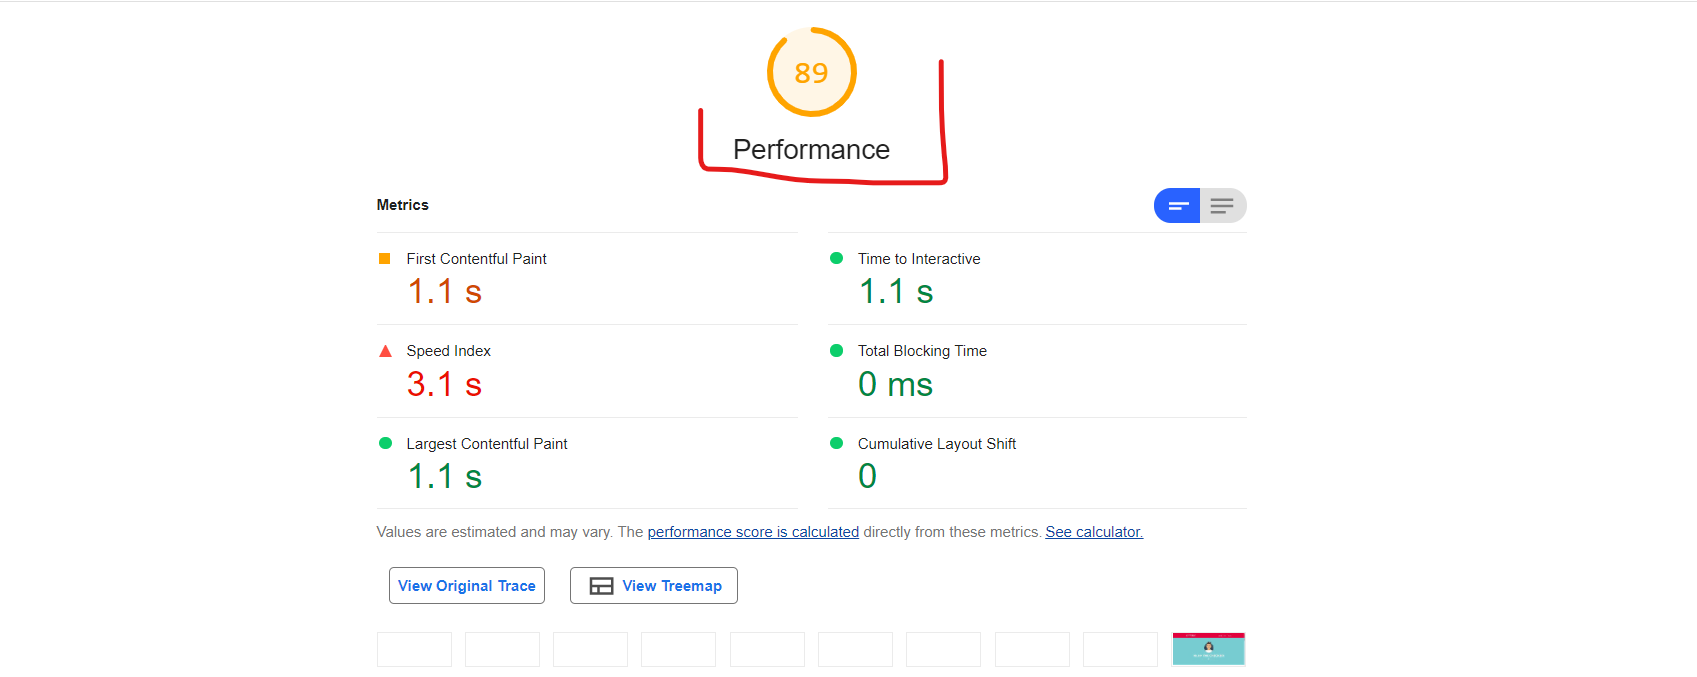 89
Performance
Metrics
First Contentful Paint
1.1 s
Time to Interactive
1.1 s
Speed Index
3.1 s
Total Blocking Time
0 ms
Largest Contentful Paint
1.1 s
Cumulative Layout Shift
0
Values are estimated and may vary. The performance score is calculated directly from these metrics. See calculator.
View Original Trace
View Treemap